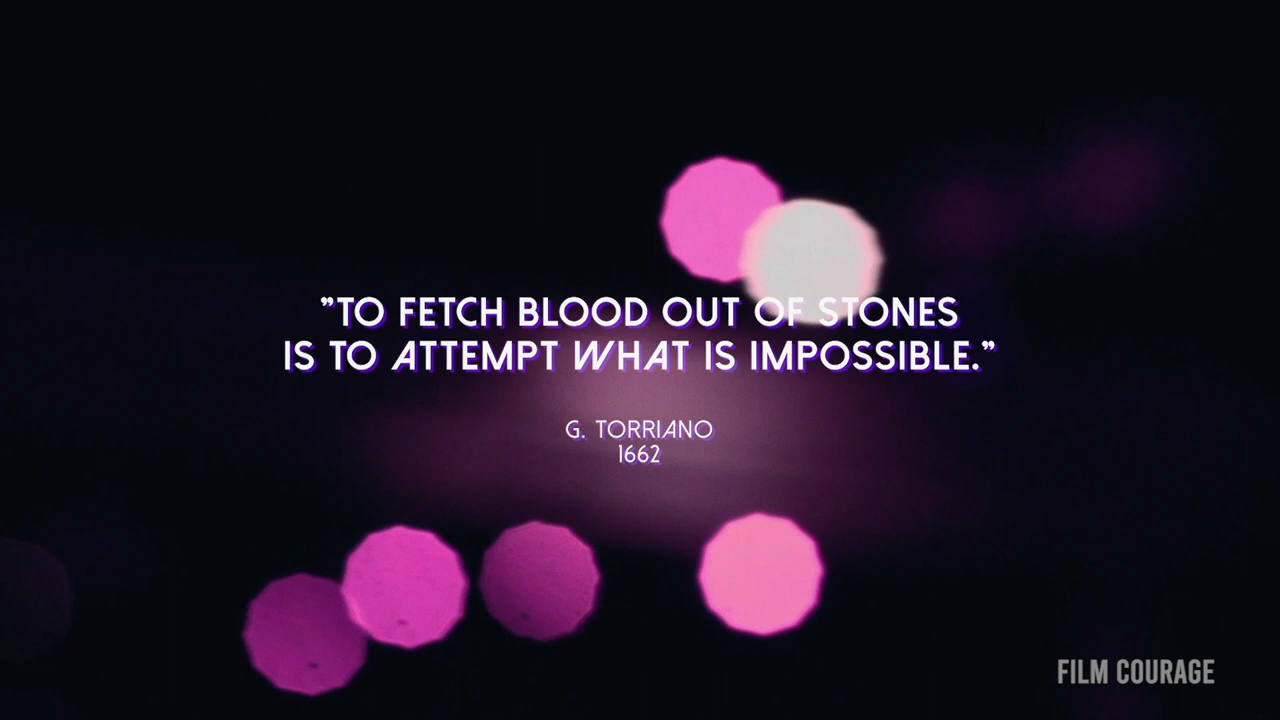 ”TO FETCH BLOOD OUT OF STONES
IS TO ATTEMPT WHAT IS IMPOSSIBLE.”
G. TORRIANO
1662
FILM COURAGE